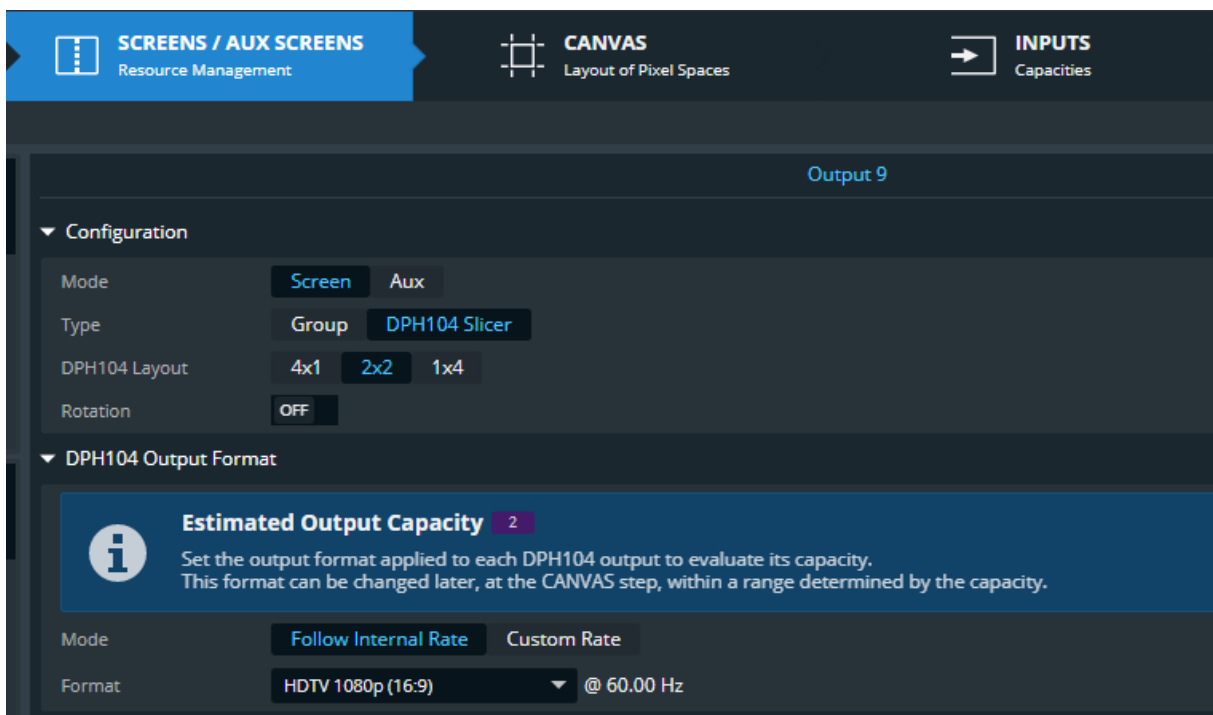 SCREENS / AUX SCREENS
Resource Management
CANVAS
Layout of Pixel Spaces
INPUTS
Capacities
Output 9
Configuration
Mode Screen Aux
Type Group DPH104 Slicer
DPH104 Layout 4x1 2x2 1x4
Rotation OFF
DPH104 Output Format
Estimated Output Capacity 2
Set the output format applied to each DPH104 output to evaluate its capacity.
This format can be changed later, at the CANVAS step, within a range determined by the capacity.
Mode Follow Internal Rate Custom Rate
Format HDTV 1080p (16:9) @ 60.00 Hz